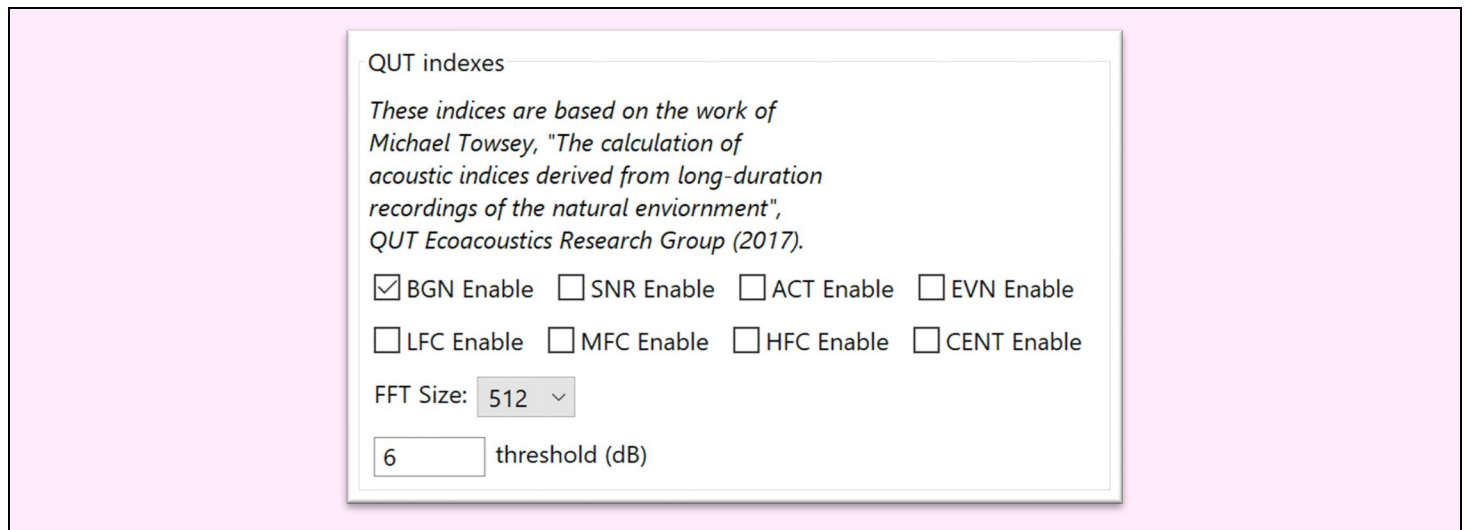 QUT indexes
These indices are based on the work of
Michael Towsey, "The calculation of
acoustic indices derived from long-duration
recordings of the natural enviornment",
QUT Ecoacoustics Research Group (2017).
BGN Enable SNR Enable ACT Enable EVN Enable
LFC Enable MFC Enable HFC Enable CENT Enable
FFT Size: 512
6 threshold (dB)